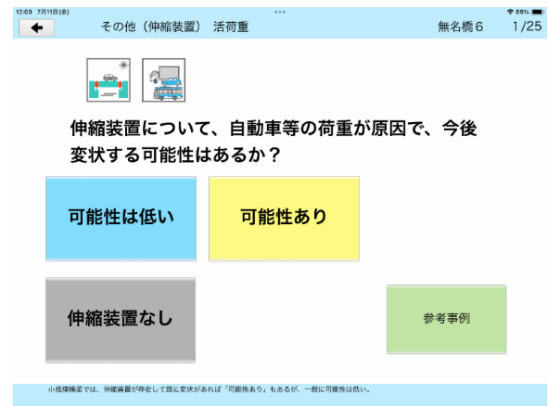 12:09 7月11日(金)
86%
その他（伸縮装置） 活荷重
無名橋６ 1/25
伸縮装置について、自動車等の荷重が原因で、今後
変状する可能性はあるか？
可能性は低い
可能性あり
伸縮装置なし
参考事例
小規模橋梁では、伸縮装置が存在して既に変状があれば「可能性あり」もあるが、一般に可能性は低い。